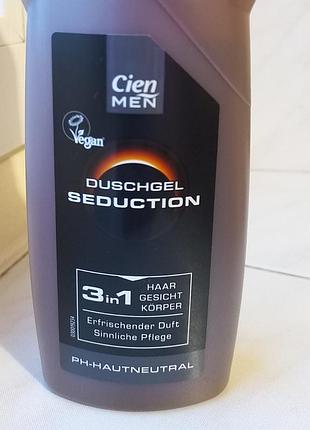 Cien
MEN
Vegan
DUSCHGEL
SEDUCTION
3in1
HAAR
GESICHT
KÖRPER
Erfrischender Duft
Sinnliche Pflege
PH-HAUTNEUTRAL